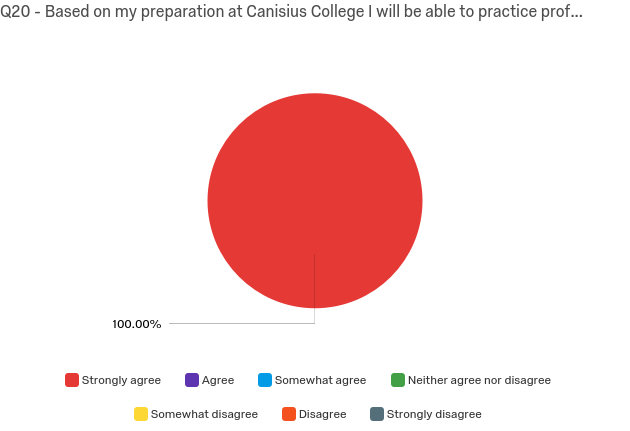 Q20 - Based on my preparation at Canisius College I will be able to practice prof...
100.00%
Strongly agree Agree Somewhat agree Neither agree nor disagree
Somewhat disagree Disagree Strongly disagree